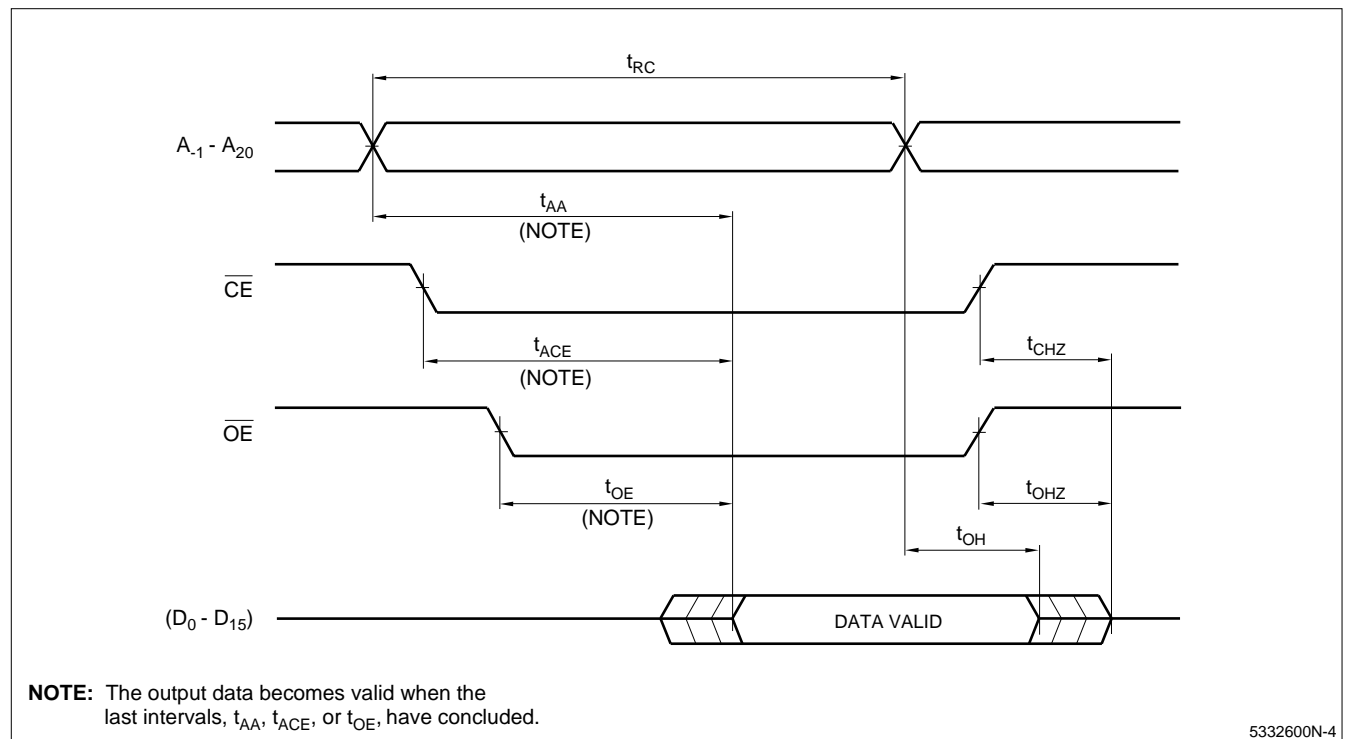 tRC
A-1 - A20
tAA
(NOTE)
CE
tACE
(NOTE)
tCHZ
OE
tOE
(NOTE)
tOHZ
tOH
(D0 - D15)
DATA VALID
NOTE: The output data becomes valid when the
last intervals, tAA, tACE, or tOE, have concluded.
5332600N-4